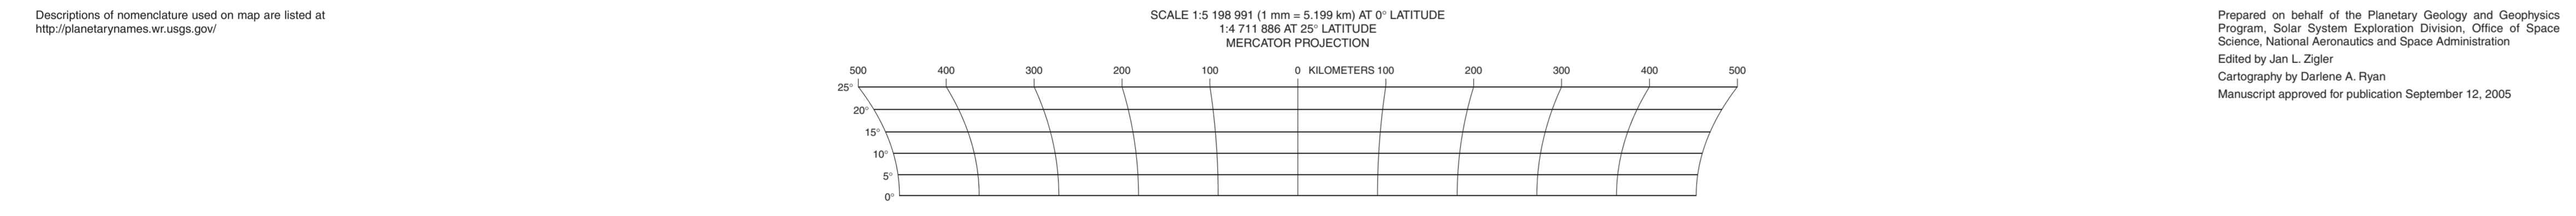 Descriptions of nomenclature used on map are listed at
http://planetarynames.wr.usgs.gov/
SCALE 1:5 198 991 (1 mm = 5.199 km) AT 0° LATITUDE
1:4 711 886 AT 25° LATITUDE
MERCATOR PROJECTION
500 400 300 200 100 0 KILOMETERS 100 200 300 400 500
25°
20°
15°
10°
5°
0°
Prepared on behalf of the Planetary Geology and Geophysics
Program, Solar System Exploration Division, Office of Space
Science, National Aeronautics and Space Administration
Edited by Jan L. Zigler
Cartography by Darlene A. Ryan
Manuscript approved for publication September 12, 2005